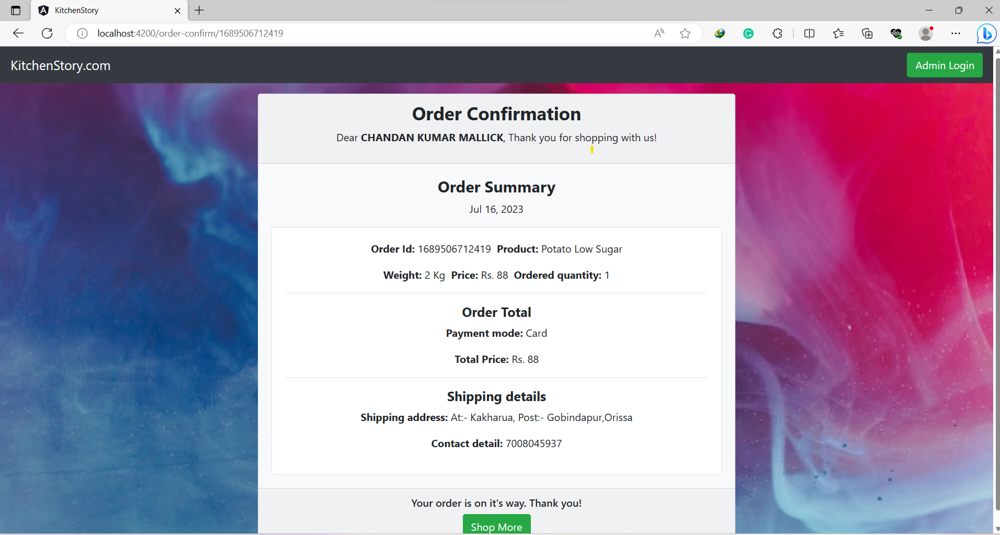 KitchenStory
localhost:4200/order-confirm/1689506712419
KitchenStory.com
Admin Login
Order Confirmation
Dear CHANDAN KUMAR MALLICK, Thank you for shopping with us!
Order Summary
Jul 16, 2023
Order Id: 1689506712419 Product: Potato Low Sugar
Weight: 2 Kg Price: Rs. 88 Ordered quantity: 1
Order Total
Payment mode: Card
Total Price: Rs. 88
Shipping details
Shipping address: At:- Kakharua, Post:- Gobindapur,Orissa
Contact detail: 7008045937
Your order is on it's way. Thank you!
Shop More